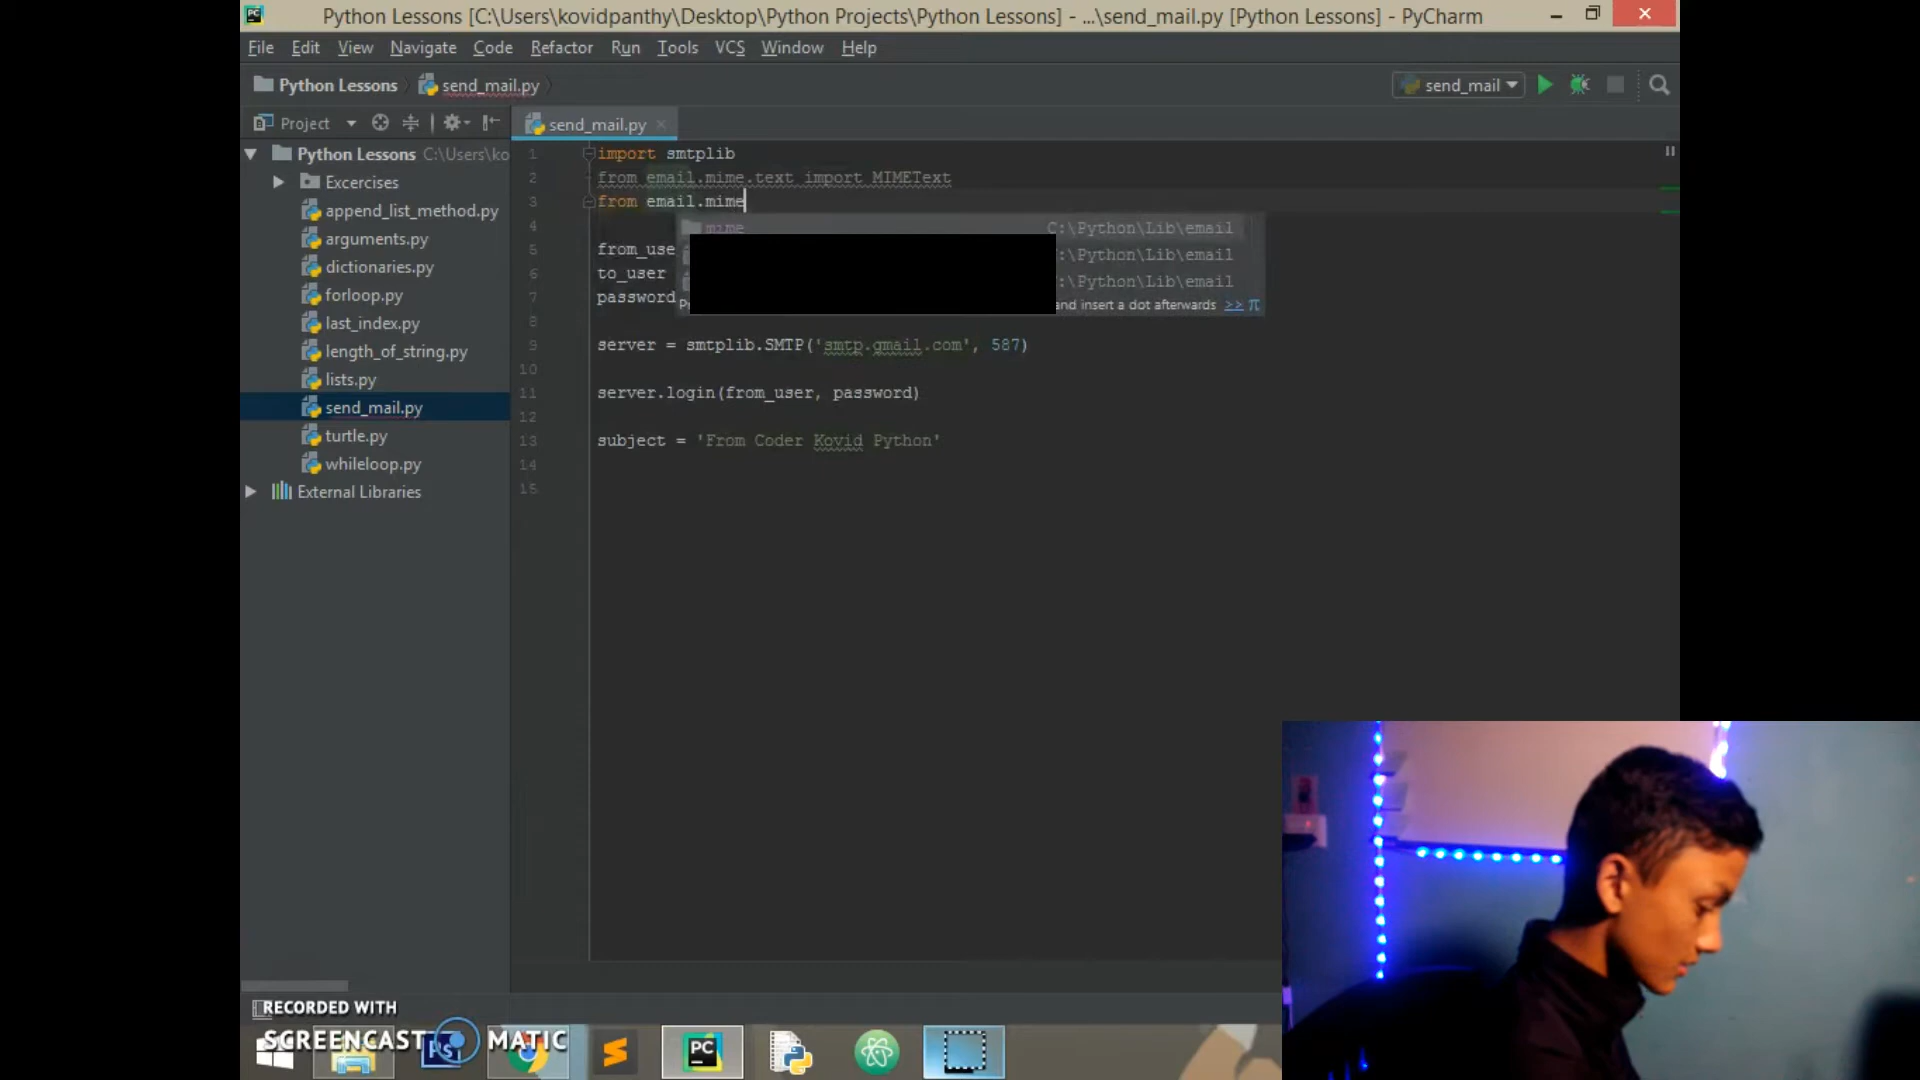 Python Lessons [C:\Users\kovidpanthy\Desktop\Python Projects\Python Lessons] - ...\send_mail.py [Python Lessons] - PyCharm
File Edit View Navigate Code Refactor Run Tools VCS Window Help
Python Lessons send_mail.py
send_mail
Project
send_mail.py
Python Lessons C:\Users\ko
Excercises
append_list_method.py
arguments.py
dictionaries.py
forloop.py
last_index.py
length_of_string.py
lists.py
send_mail.py
turtle.py
whileloop.py
External Libraries
1 import smtplib
2 from email.mime.text import MIMEText
3 from email.mime
4
mime C:\Python\Lib\email
5 from_use
:\Python\Lib\email
6 to_user
:\Python\Lib\email
7 password
and insert a dot afterwards >> π
8
9 server = smtplib.SMTP('smtp.gmail.com', 587)
10
11 server.login(from_user, password)
12
13 subject = 'From Coder Kovid Python'
14
15
RECORDED WITH
SCREENCAST MATIC
PC